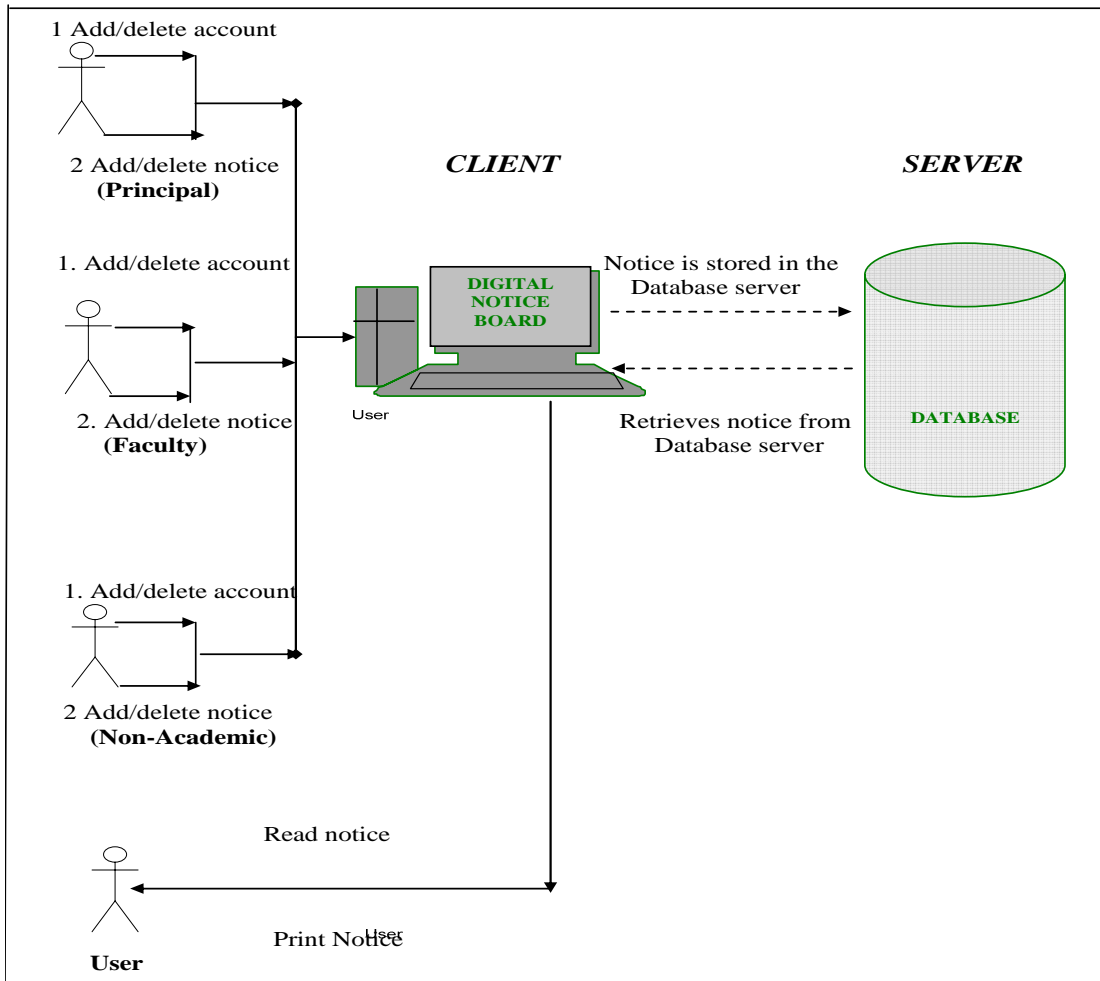 1 Add/delete account
2 Add/delete notice
(Principal)
CLIENT
SERVER
1. Add/delete account
2. Add/delete notice
(Faculty)
DIGITAL
NOTICE
BOARD
User
Notice is stored in the
Database server
Retrieves notice from
Database server
DATABASE
1. Add/delete account
2 Add/delete notice
(Non-Academic)
Read notice
Print Notice
User
User